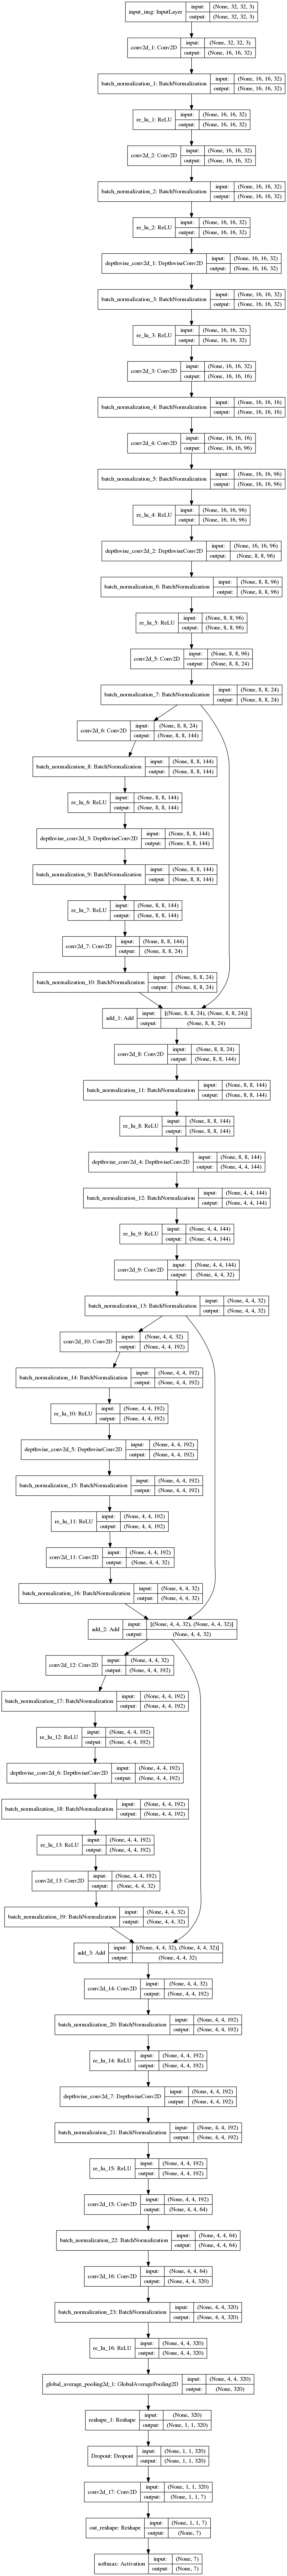 input_img: InputLayer input: (None, 32, 32, 3)
output: (None, 32, 32, 3)
conv2d_1: Conv2D input: (None, 32, 32, 3)
output: (None, 16, 16, 32)
batch_normalization_1: BatchNormalization input: (None, 16, 16, 32)
output: (None, 16, 16, 32)
re_lu_1: ReLU input: (None, 16, 16, 32)
output: (None, 16, 16, 32)
conv2d_2: Conv2D input: (None, 16, 16, 32)
output: (None, 16, 16, 32)
batch_normalization_2: BatchNormalization input: (None, 16, 16, 32)
output: (None, 16, 16, 32)
re_lu_2: ReLU input: (None, 16, 16, 32)
output: (None, 16, 16, 32)
depthwise_conv2d_1: DepthwiseConv2D input: (None, 16, 16, 32)
output: (None, 16, 16, 32)
batch_normalization_3: BatchNormalization input: (None, 16, 16, 32)
output: (None, 16, 16, 32)
re_lu_3: ReLU input: (None, 16, 16, 32)
output: (None, 16, 16, 32)
conv2d_3: Conv2D input: (None, 16, 16, 32)
output: (None, 16, 16, 16)
batch_normalization_4: BatchNormalization input: (None, 16, 16, 16)
output: (None, 16, 16, 16)
conv2d_4: Conv2D input: (None, 16, 16, 16)
output: (None, 16, 16, 96)
batch_normalization_5: BatchNormalization input: (None, 16, 16, 96)
output: (None, 16, 16, 96)
re_lu_4: ReLU input: (None, 16, 16, 96)
output: (None, 16, 16, 96)
depthwise_conv2d_2: DepthwiseConv2D input: (None, 16, 16, 96)
output: (None, 8, 8, 96)
batch_normalization_6: BatchNormalization input: (None, 8, 8, 96)
output: (None, 8, 8, 96)
re_lu_5: ReLU input: (None, 8, 8, 96)
output: (None, 8, 8, 96)
conv2d_5: Conv2D input: (None, 8, 8, 96)
output: (None, 8, 8, 24)
batch_normalization_7: BatchNormalization input: (None, 8, 8, 24)
output: (None, 8, 8, 24)
conv2d_6: Conv2D input: (None, 8, 8, 24)
output: (None, 8, 8, 144)
batch_normalization_8: BatchNormalization input: (None, 8, 8, 144)
output: (None, 8, 8, 144)
re_lu_6: ReLU input: (None, 8, 8, 144)
output: (None, 8, 8, 144)
depthwise_conv2d_3: DepthwiseConv2D input: (None, 8, 8, 144)
output: (None, 8, 8, 144)
batch_normalization_9: BatchNormalization input: (None, 8, 8, 144)
output: (None, 8, 8, 144)
re_lu_7: ReLU input: (None, 8, 8, 144)
output: (None, 8, 8, 144)
conv2d_7: Conv2D input: (None, 8, 8, 144)
output: (None, 8, 8, 24)
batch_normalization_10: BatchNormalization input: (None, 8, 8, 24)
output: (None, 8, 8, 24)
add_1: Add input: [(None, 8, 8, 24), (None, 8, 8, 24)]
output: (None, 8, 8, 24)
conv2d_8: Conv2D input: (None, 8, 8, 24)
output: (None, 8, 8, 144)
batch_normalization_11: BatchNormalization input: (None, 8, 8, 144)
output: (None, 8, 8, 144)
re_lu_8: ReLU input: (None, 8, 8, 144)
output: (None, 8, 8, 144)
depthwise_conv2d_4: DepthwiseConv2D input: (None, 8, 8, 144)
output: (None, 4, 4, 144)
batch_normalization_12: BatchNormalization input: (None, 4, 4, 144)
output: (None, 4, 4, 144)
re_lu_9: ReLU input: (None, 4, 4, 144)
output: (None, 4, 4, 144)
conv2d_9: Conv2D input: (None, 4, 4, 144)
output: (None, 4, 4, 32)
batch_normalization_13: BatchNormalization input: (None, 4, 4, 32)
output: (None, 4, 4, 32)
conv2d_10: Conv2D input: (None, 4, 4, 32)
output: (None, 4, 4, 192)
batch_normalization_14: BatchNormalization input: (None, 4, 4, 192)
output: (None, 4, 4, 192)
re_lu_10: ReLU input: (None, 4, 4, 192)
output: (None, 4, 4, 192)
depthwise_conv2d_5: DepthwiseConv2D input: (None, 4, 4, 192)
output: (None, 4, 4, 192)
batch_normalization_15: BatchNormalization input: (None, 4, 4, 192)
output: (None, 4, 4, 192)
re_lu_11: ReLU input: (None, 4, 4, 192)
output: (None, 4, 4, 192)
conv2d_11: Conv2D input: (None, 4, 4, 192)
output: (None, 4, 4, 32)
batch_normalization_16: BatchNormalization input: (None, 4, 4, 32)
output: (None, 4, 4, 32)
add_2: Add input: [(None, 4, 4, 32), (None, 4, 4, 32)]
output: (None, 4, 4, 32)
conv2d_12: Conv2D input: (None, 4, 4, 32)
output: (None, 4, 4, 192)
batch_normalization_17: BatchNormalization input: (None, 4, 4, 192)
output: (None, 4, 4, 192)
re_lu_12: ReLU input: (None, 4, 4, 192)
output: (None, 4, 4, 192)
depthwise_conv2d_6: DepthwiseConv2D input: (None, 4, 4, 192)
output: (None, 4, 4, 192)
batch_normalization_18: BatchNormalization input: (None, 4, 4, 192)
output: (None, 4, 4, 192)
re_lu_13: ReLU input: (None, 4, 4, 192)
output: (None, 4, 4, 192)
conv2d_13: Conv2D input: (None, 4, 4, 192)
output: (None, 4, 4, 32)
batch_normalization_19: BatchNormalization input: (None, 4, 4, 32)
output: (None, 4, 4, 32)
add_3: Add input: [(None, 4, 4, 32), (None, 4, 4, 32)]
output: (None, 4, 4, 32)
conv2d_14: Conv2D input: (None, 4, 4, 32)
output: (None, 4, 4, 192)
batch_normalization_20: BatchNormalization input: (None, 4, 4, 192)
output: (None, 4, 4, 192)
re_lu_14: ReLU input: (None, 4, 4, 192)
output: (None, 4, 4, 192)
depthwise_conv2d_7: DepthwiseConv2D input: (None, 4, 4, 192)
output: (None, 4, 4, 192)
batch_normalization_21: BatchNormalization input: (None, 4, 4, 192)
output: (None, 4, 4, 192)
re_lu_15: ReLU input: (None, 4, 4, 192)
output: (None, 4, 4, 192)
conv2d_15: Conv2D input: (None, 4, 4, 192)
output: (None, 4, 4, 64)
batch_normalization_22: BatchNormalization input: (None, 4, 4, 64)
output: (None, 4, 4, 64)
conv2d_16: Conv2D input: (None, 4, 4, 64)
output: (None, 4, 4, 320)
batch_normalization_23: BatchNormalization input: (None, 4, 4, 320)
output: (None, 4, 4, 320)
re_lu_16: ReLU input: (None, 4, 4, 320)
output: (None, 4, 4, 320)
global_average_pooling2d_1: GlobalAveragePooling2D input: (None, 4, 4, 320)
output: (None, 320)
reshape_1: Reshape input: (None, 320)
output: (None, 1, 1, 320)
Dropout: Dropout input: (None, 1, 1, 320)
output: (None, 1, 1, 320)
conv2d_17: Conv2D input: (None, 1, 1, 320)
output: (None, 1, 1, 7)
out_reshape: Reshape input: (None, 1, 1, 7)
output: (None, 7)
softmax: Activation input: (None, 7)
output: (None, 7)